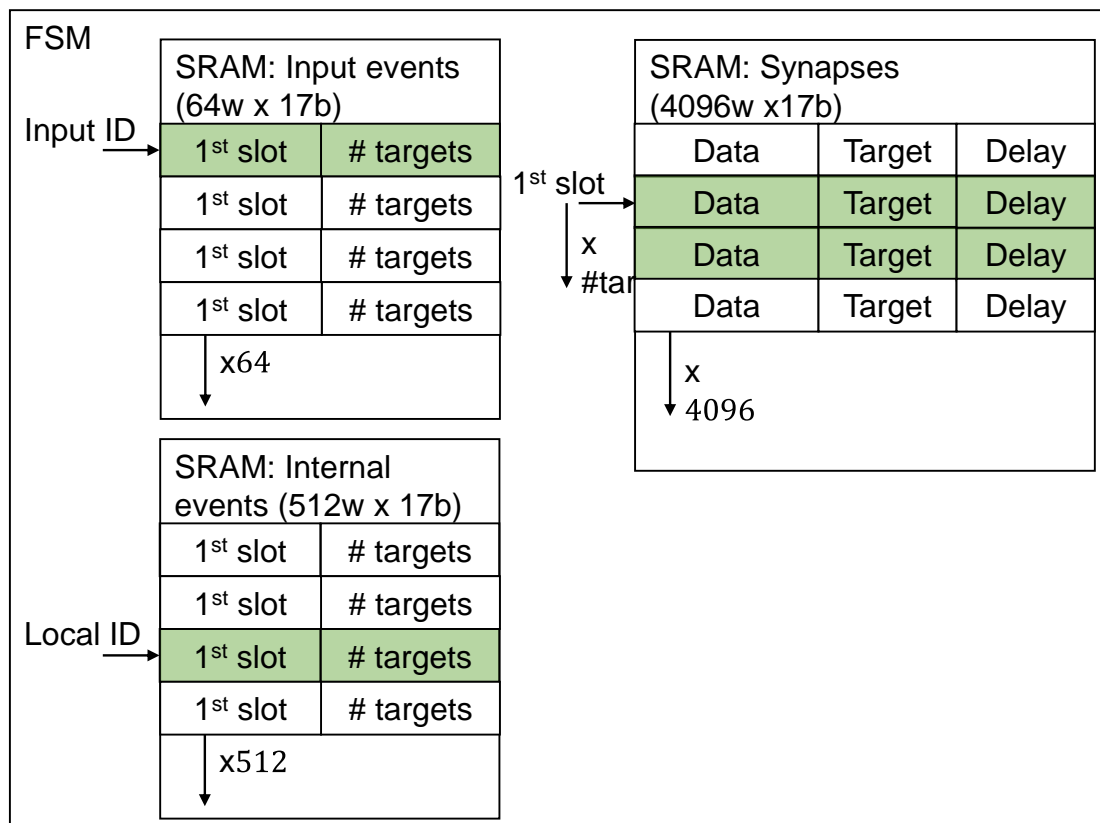 FSM
SRAM: Input events
(64w x 17b)
Input ID
1st slot # targets
1st slot # targets
1st slot # targets
1st slot # targets
x64
SRAM: Synapses
(4096w x17b)
Data Target Delay
1st slot
Data Target Delay
x
#tar
Data Target Delay
Data Target Delay
x
4096
SRAM: Internal
events (512w x 17b)
1st slot # targets
1st slot # targets
Local ID
1st slot # targets
1st slot # targets
x512